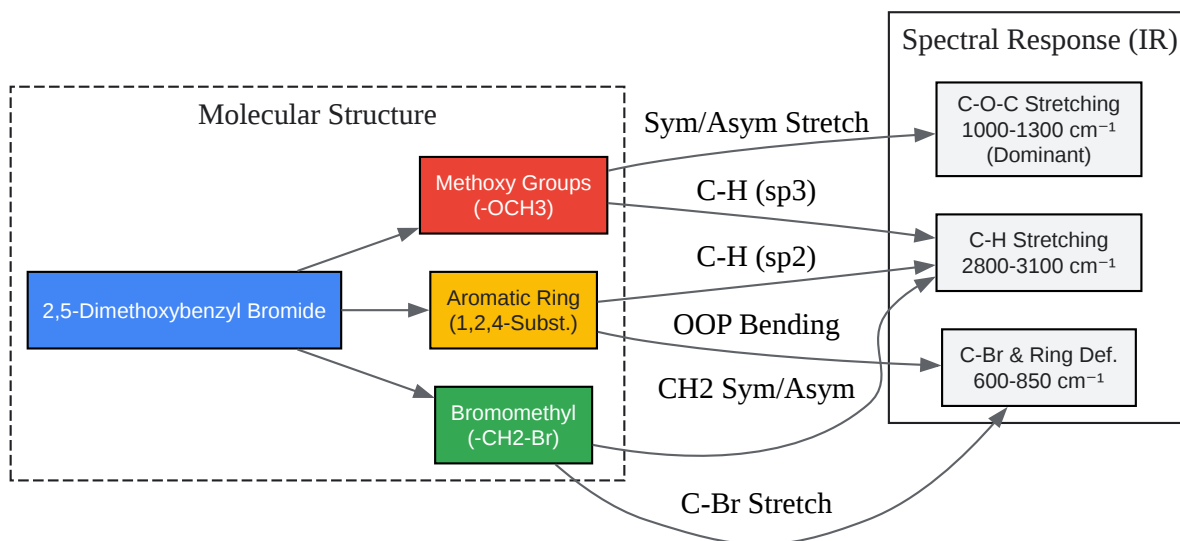 Spectral Response (IR)
Molecular Structure
Sym/Asym Stretch
C-O-C Stretching
1000-1300 cm⁻¹
(Dominant)
Methoxy Groups
(-OCH3)
C-H (sp3)
C-H Stretching
2800-3100 cm⁻¹
C-H (sp2)
2,5-Dimethoxybenzyl Bromide
Aromatic Ring
(1,2,4-Subst.)
OOP Bending
C-Br & Ring Def.
600-850 cm⁻¹
CH2 Sym/Asym
Bromomethyl
(-CH2-Br)
C-Br Stretch